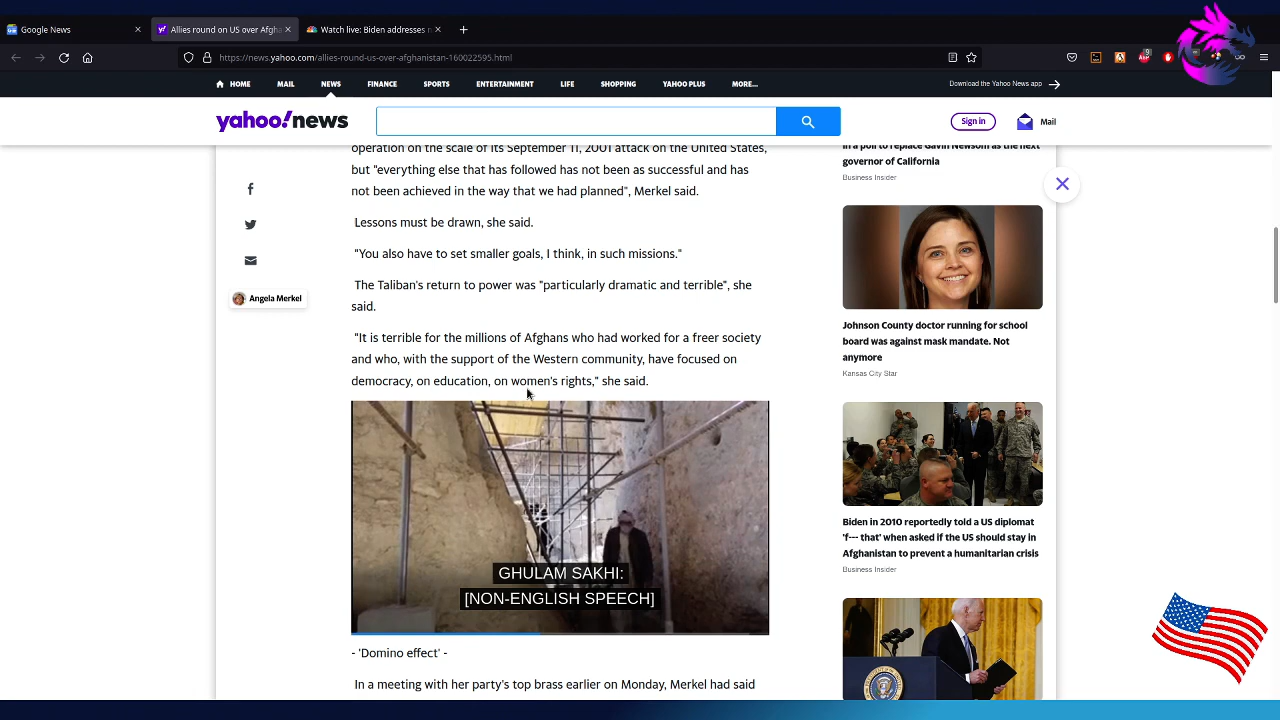 Google News
Allies round on US over Afgh
Watch live: Biden addresses n
https://news.yahoo.com/allies-round-us-over-afghanistan-160022595.html
HOME
MAIL
NEWS
FINANCE
SPORTS
ENTERTAINMENT
LIFE
SHOPPING
YAHOO PLUS
MORE...
Download the Yahoo News app
yahoo!news
Sign in
Mail
operation on the scale of its September 11, 2001 attack on the United States,
but "everything else that has followed has not been as successful and has
not been achieved in the way that we had planned", Merkel said.
Lessons must be drawn, she said.
"You also have to set smaller goals, I think, in such missions."
The Taliban's return to power was "particularly dramatic and terrible", she
said.
"It is terrible for the millions of Afghans who had worked for a freer society
and who, with the support of the Western community, have focused on
democracy, on education, on women's rights," she said.
GHULAM SAKHI:
[NON-ENGLISH SPEECH]
- 'Domino effect' -
In a meeting with her party's top brass earlier on Monday, Merkel had said
Angela Merkel
in a poll to replace Gavin Newsom as the next
governor of California
Business Insider
Johnson County doctor running for school
board was against mask mandate. Not
anymore
Kansas City Star
Biden in 2010 reportedly told a US diplomat
'f--- that' when asked if the US should stay in
Afghanistan to prevent a humanitarian crisis
Business Insider